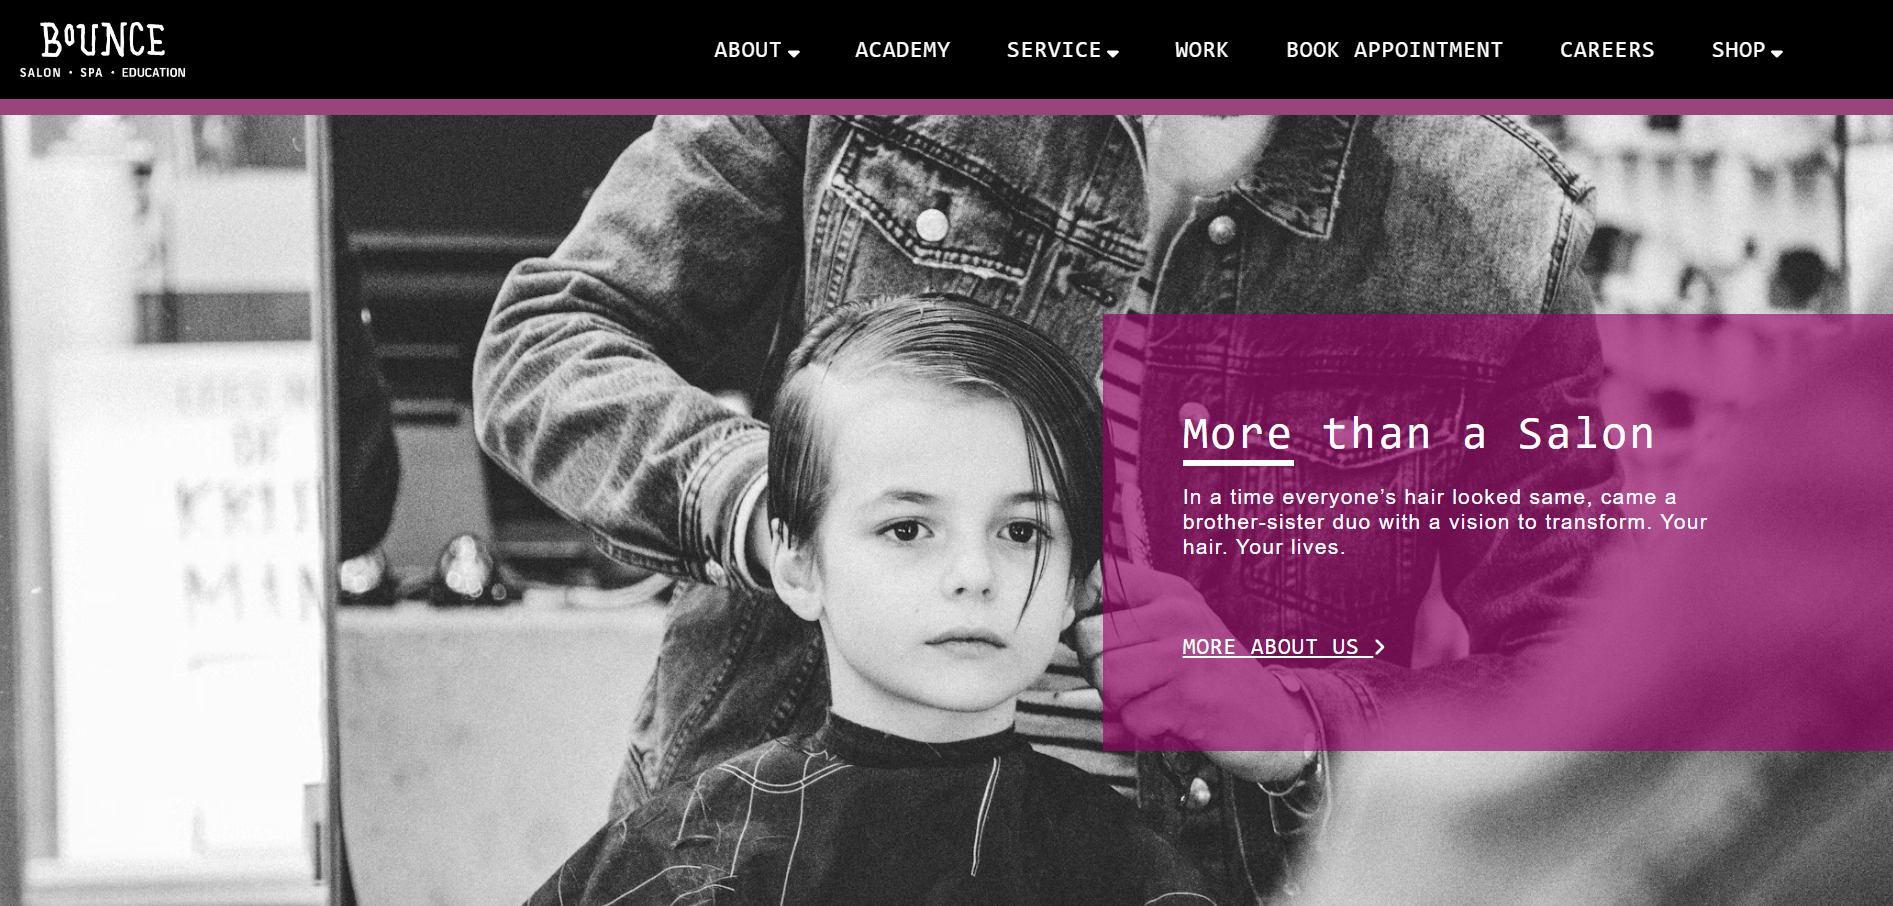 BOUNCE
SALON • SPA • EDUCATION
ABOUT ACADEMY SERVICE WORK BOOK APPOINTMENT CAREERS SHOP
More than a Salon
In a time everyone’s hair looked same, came a
brother-sister duo with a vision to transform. Your
hair. Your lives.
MORE ABOUT US